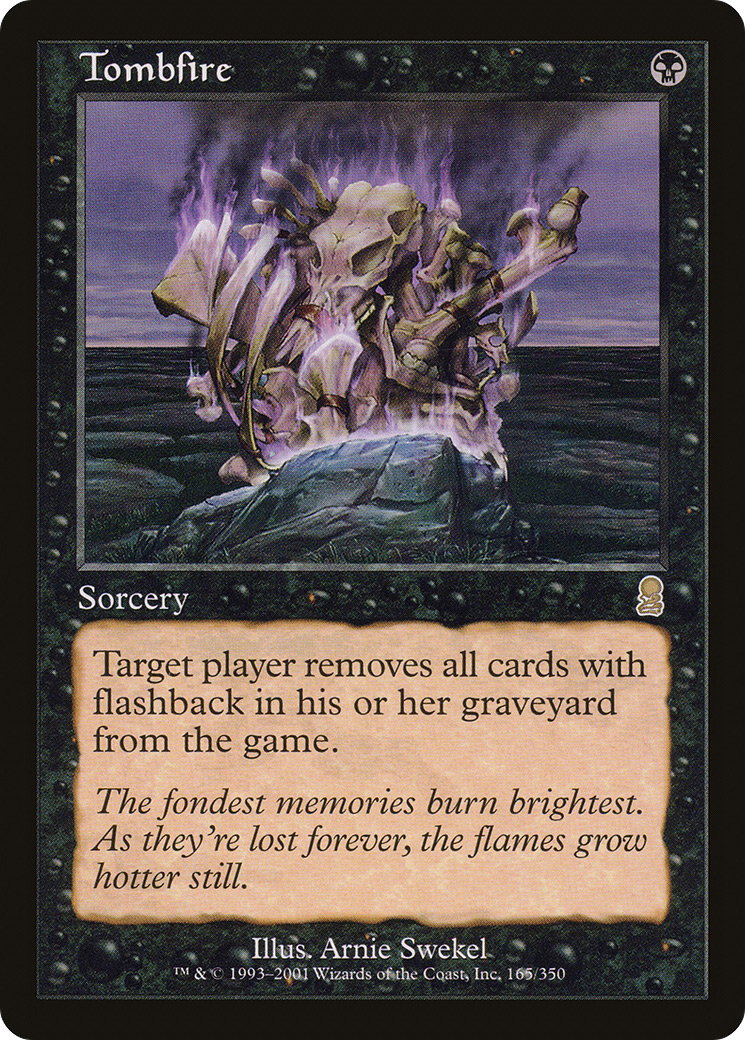 Tombfire
Sorcery
Target player removes all cards with
flashback in his or her graveyard
from the game.
The fondest memories burn brightest.
As they're lost forever, the flames grow
hotter still.
Illus. Arnie Swekel
™ & © 1993–2001 Wizards of the Coast, Inc. 165/350